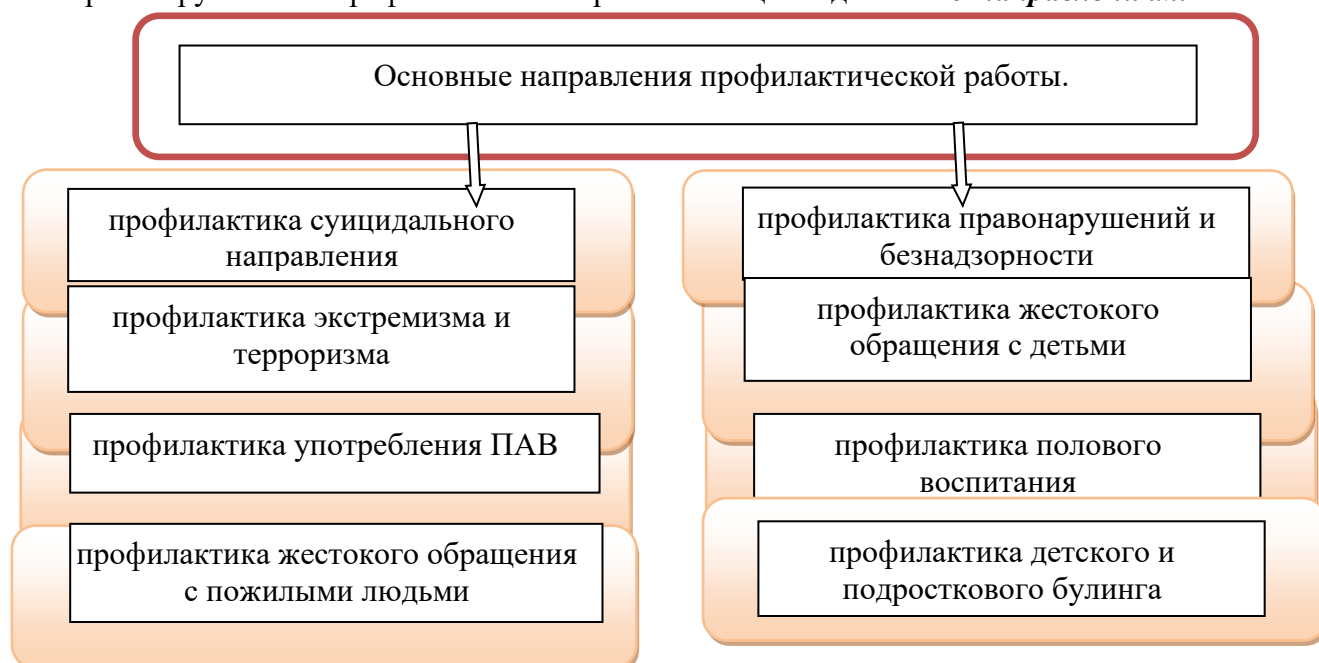 Основные направления профилактической работы.
профилактика суицидального
направления
профилактика экстремизма и
терроризма
профилактика употребления ПАВ
профилактика жестокого обращения
с пожилыми людьми
профилактика правонарушений и
безнадзорности
профилактика жестокого
обращения с детьми
профилактика полового
воспитания
профилактика детского и
подросткового булинга